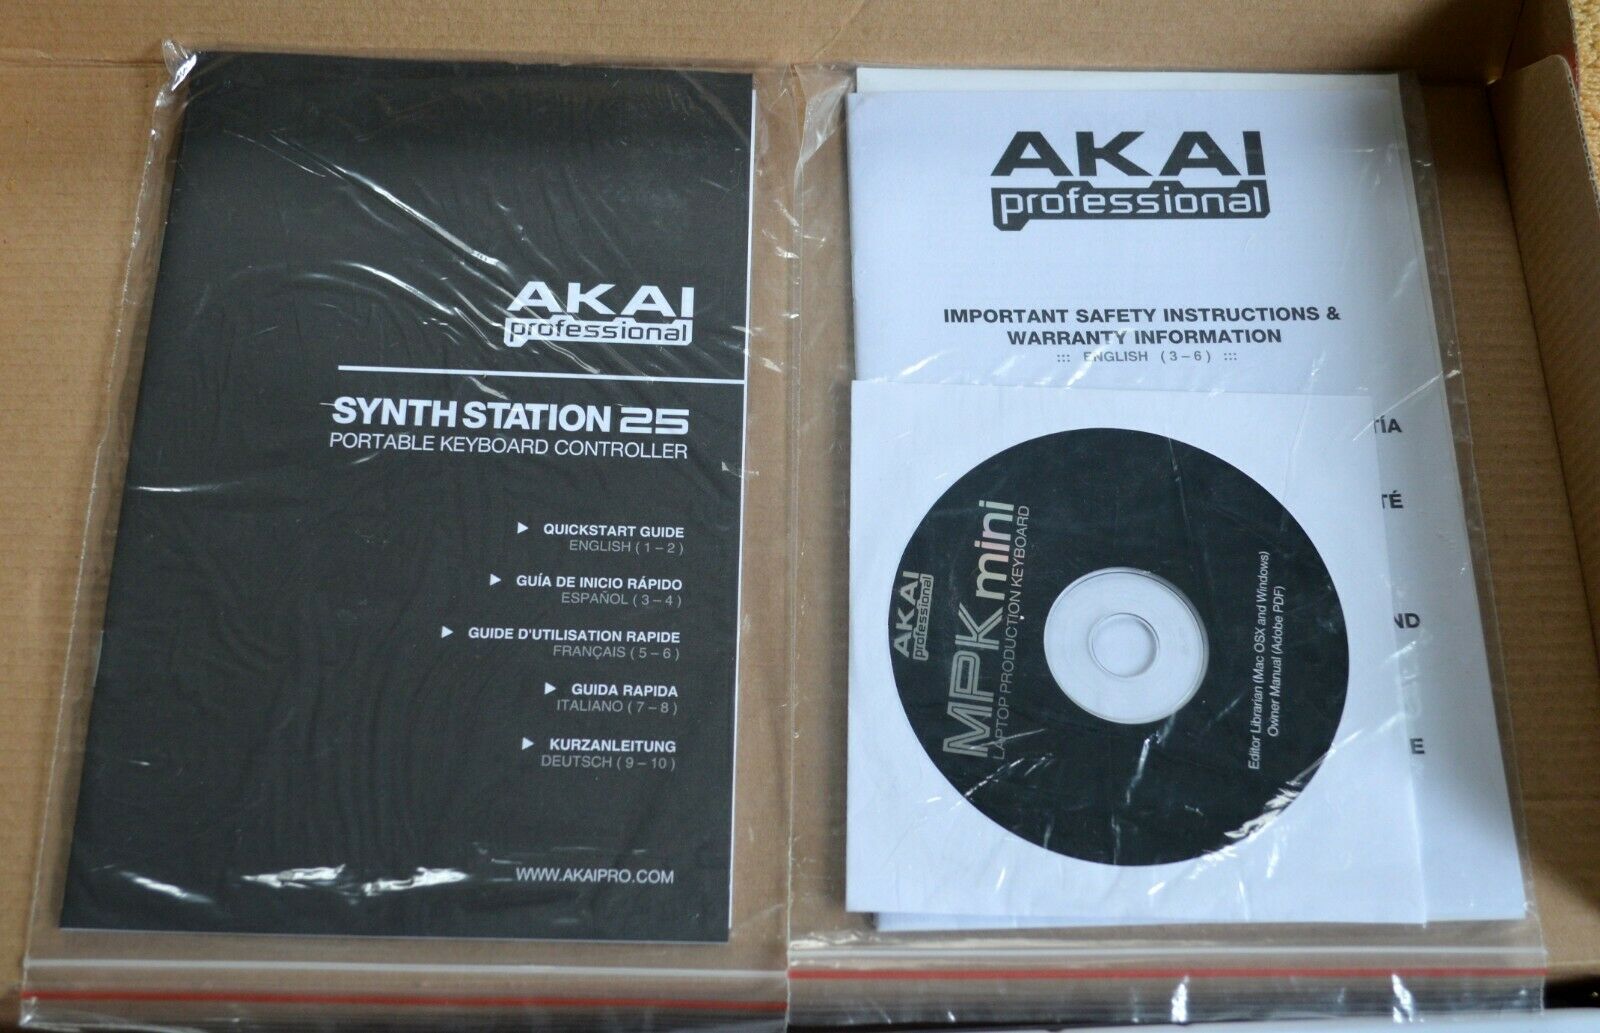 AKAI
professional
SYNTH STATION 25
PORTABLE KEYBOARD CONTROLLER
QUICKSTART GUIDE
ENGLISH ( 1 – 2 )
GUÍA DE INICIO RÁPIDO
ESPAÑOL ( 3 – 4 )
GUIDE D'UTILISATION RAPIDE
FRANÇAIS ( 5 – 6 )
GUIDA RAPIDA
ITALIANO ( 7 – 8 )
KURZANLEITUNG
DEUTSCH ( 9 – 10 )
WWW.AKAIPRO.COM
AKAI
professional
IMPORTANT SAFETY INSTRUCTIONS &
WARRANTY INFORMATION
::: ENGLISH ( 3 – 6 ) :::
TÍA
TÉ
ND
E
AKAI
professional
MPK mini
LAPTOP PRODUCTION KEYBOARD
Editor Librarian (Mac OSX and Windows)
Owner Manual (Adobe PDF)